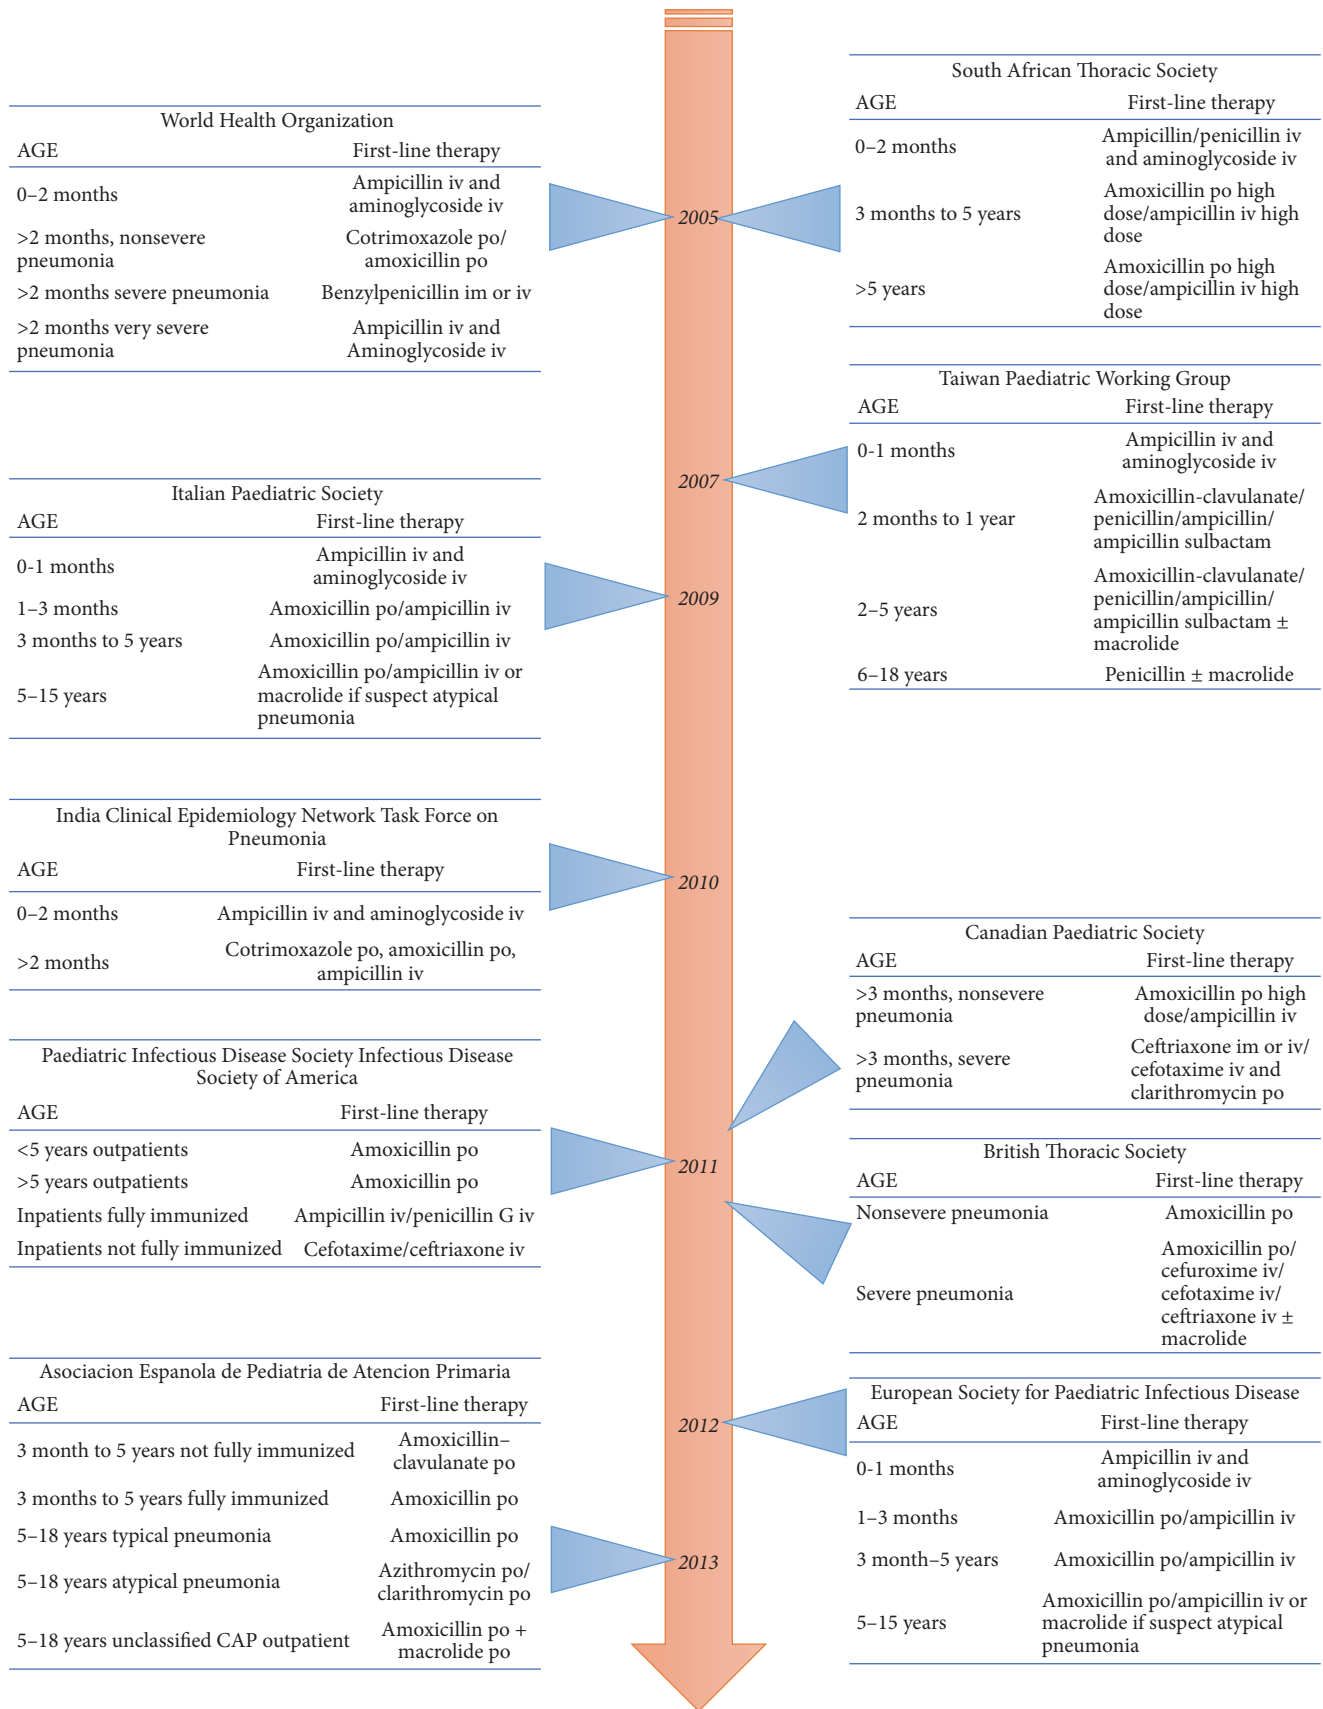 World Health Organization
AGE First-line therapy
0–2 months Ampicillin iv and
aminoglycoside iv
>2 months, nonsevere
pneumonia Cotrimoxazole po/
amoxicillin po
>2 months severe pneumonia Benzylpenicillin im or iv
>2 months very severe
pneumonia Ampicillin iv and
Aminoglycoside iv
2005
South African Thoracic Society
AGE First-line therapy
0–2 months Ampicillin/penicillin iv
and aminoglycoside iv
3 months to 5 years Amoxicillin po high
dose/ampicillin iv high
dose
>5 years Amoxicillin po high
dose/ampicillin iv high
dose
2007
Taiwan Paediatric Working Group
AGE First-line therapy
0-1 months Ampicillin iv and
aminoglycoside iv
2 months to 1 year Amoxicillin-clavulanate/
penicillin/ampicillin/
ampicillin sulbactam
2–5 years Amoxicillin-clavulanate/
penicillin/ampicillin/
ampicillin sulbactam ±
macrolide
6–18 years Penicillin ± macrolide
Italian Paediatric Society
AGE First-line therapy
0-1 months Ampicillin iv and
aminoglycoside iv
1–3 months Amoxicillin po/ampicillin iv
3 months to 5 years Amoxicillin po/ampicillin iv
5–15 years Amoxicillin po/ampicillin iv or
macrolide if suspect atypical
pneumonia
2009
India Clinical Epidemiology Network Task Force on
Pneumonia
AGE First-line therapy
0–2 months Ampicillin iv and aminoglycoside iv
>2 months Cotrimoxazole po, amoxicillin po,
ampicillin iv
2010
Canadian Paediatric Society
AGE First-line therapy
>3 months, nonsevere
pneumonia Amoxicillin po high
dose/ampicillin iv
>3 months, severe
pneumonia Ceftriaxone im or iv/
cefotaxime iv and
clarithromycin po
Paediatric Infectious Disease Society Infectious Disease
Society of America
AGE First-line therapy
<5 years outpatients Amoxicillin po
>5 years outpatients Amoxicillin po
Inpatients fully immunized Ampicillin iv/penicillin G iv
Inpatients not fully immunized Cefotaxime/ceftriaxone iv
2011
British Thoracic Society
AGE First-line therapy
Nonsevere pneumonia Amoxicillin po
Severe pneumonia Amoxicillin po/
cefuroxime iv/
cefotaxime iv/
ceftriaxone iv ±
macrolide
2012
European Society for Paediatric Infectious Disease
AGE First-line therapy
0-1 months Ampicillin iv and
aminoglycoside iv
1–3 months Amoxicillin po/ampicillin iv
3 month–5 years Amoxicillin po/ampicillin iv
5–15 years Amoxicillin po/ampicillin iv or
macrolide if suspect atypical
pneumonia
Asociacion Espanola de Pediatria de Atencion Primaria
AGE First-line therapy
3 month to 5 years not fully immunized Amoxicillin–
clavulanate po
3 months to 5 years fully immunized Amoxicillin po
5–18 years typical pneumonia Amoxicillin po
5–18 years atypical pneumonia Azithromycin po/
clarithromycin po
5–18 years unclassified CAP outpatient Amoxicillin po +
macrolide po
2013